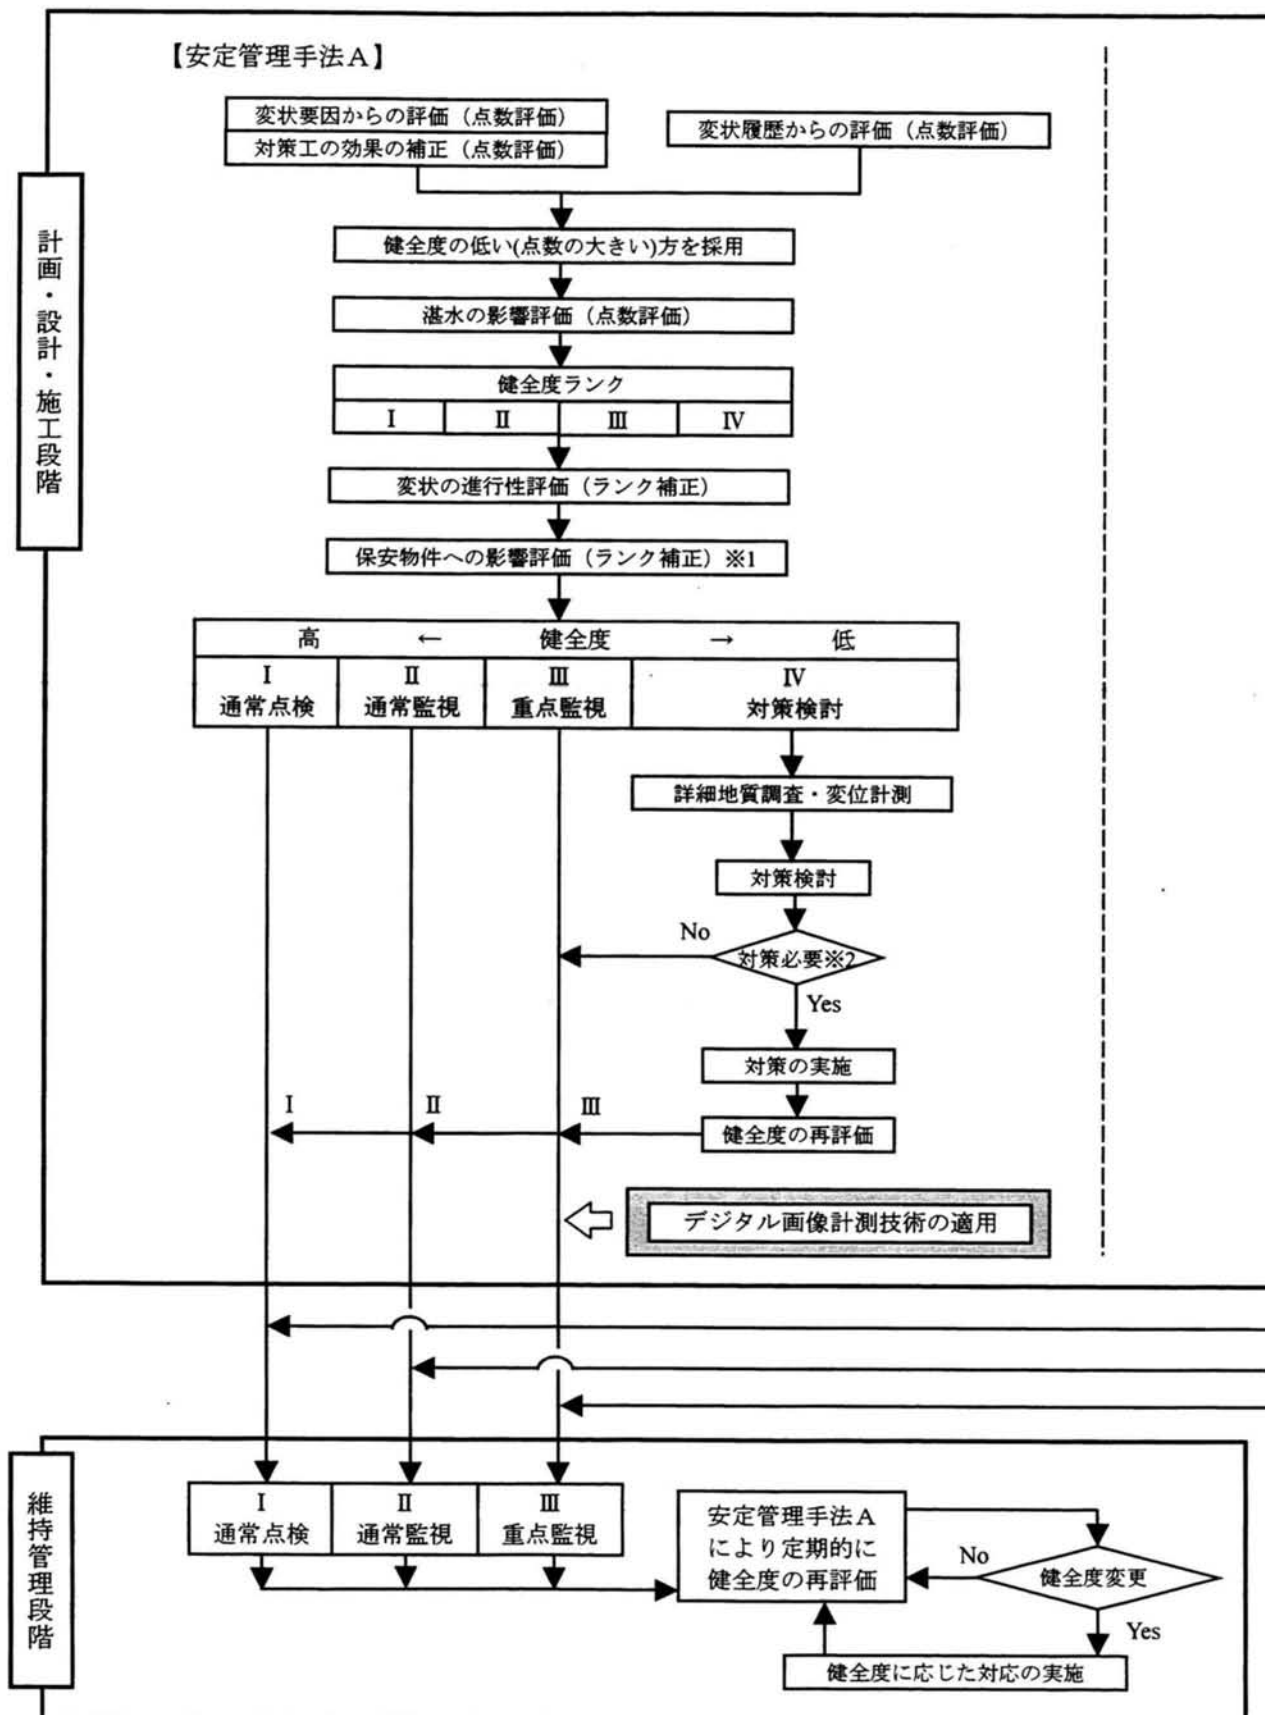 【安定管理手法A】
変状要因からの評価（点数評価）
対策工の効果の補正（点数評価）
変状履歴からの評価（点数評価）
計画・設計・施工段階
健全度の低い(点数の大きい)方を採用
湛水の影響評価（点数評価）
健全度ランク
Ⅰ Ⅱ Ⅲ Ⅳ
変状の進行性評価（ランク補正）
保安物件への影響評価（ランク補正）※1
高 ← 健全度 → 低
Ⅰ Ⅱ Ⅲ Ⅳ
通常点検 通常監視 重点監視 対策検討
詳細地質調査・変位計測
対策検討
No
対策必要※2
Yes
対策の実施
Ⅰ Ⅱ Ⅲ
健全度の再評価
デジタル画像計測技術の適用
維持管理段階
Ⅰ Ⅱ Ⅲ
通常点検 通常監視 重点監視
安定管理手法A
により定期的に
健全度の再評価
No
健全度変更
Yes
健全度に応じた対応の実施